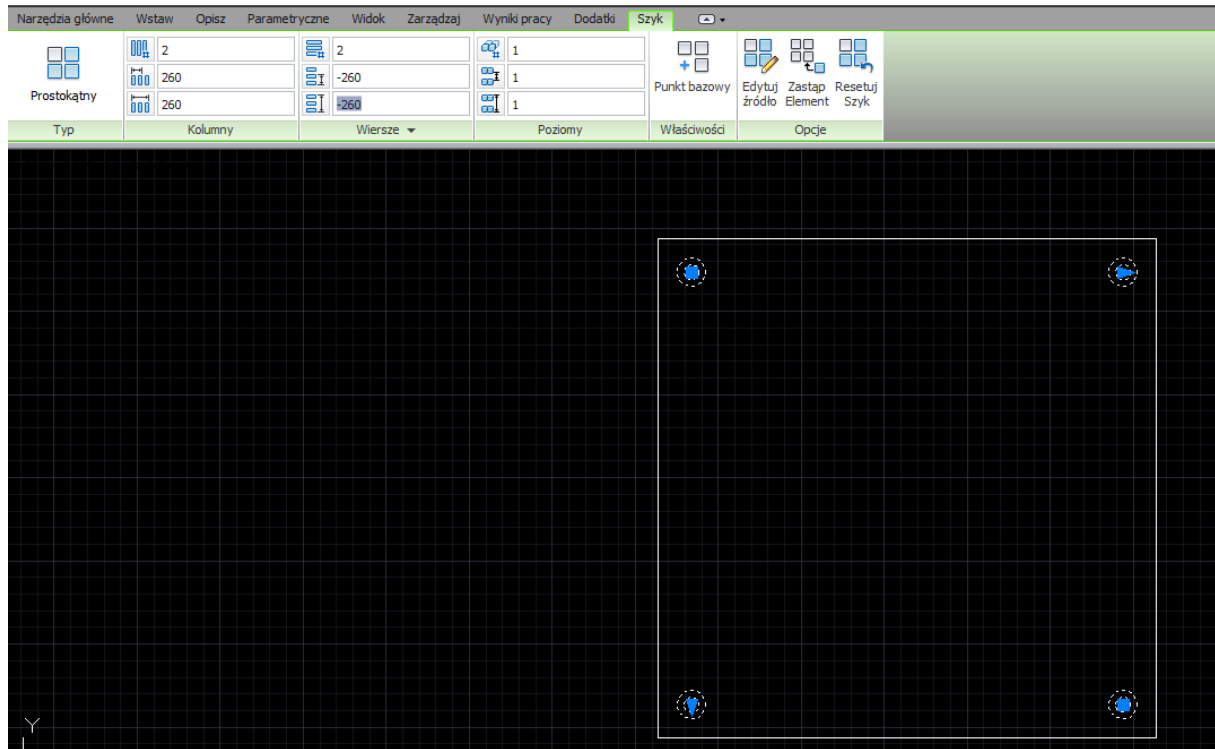 Narzędzia główne Wstaw Opisz Parametryczne Widok Zarządzaj Wyniki pracy Dodatki Szyk
2 2 1
260 -260 1
260 -260 1
Prostokątny
Punkt bazowy
Edytuj źródło
Zastąp Element
Resetuj Szyk
Typ Kolumny Wiersze Poziomy Właściwości Opcje
Y